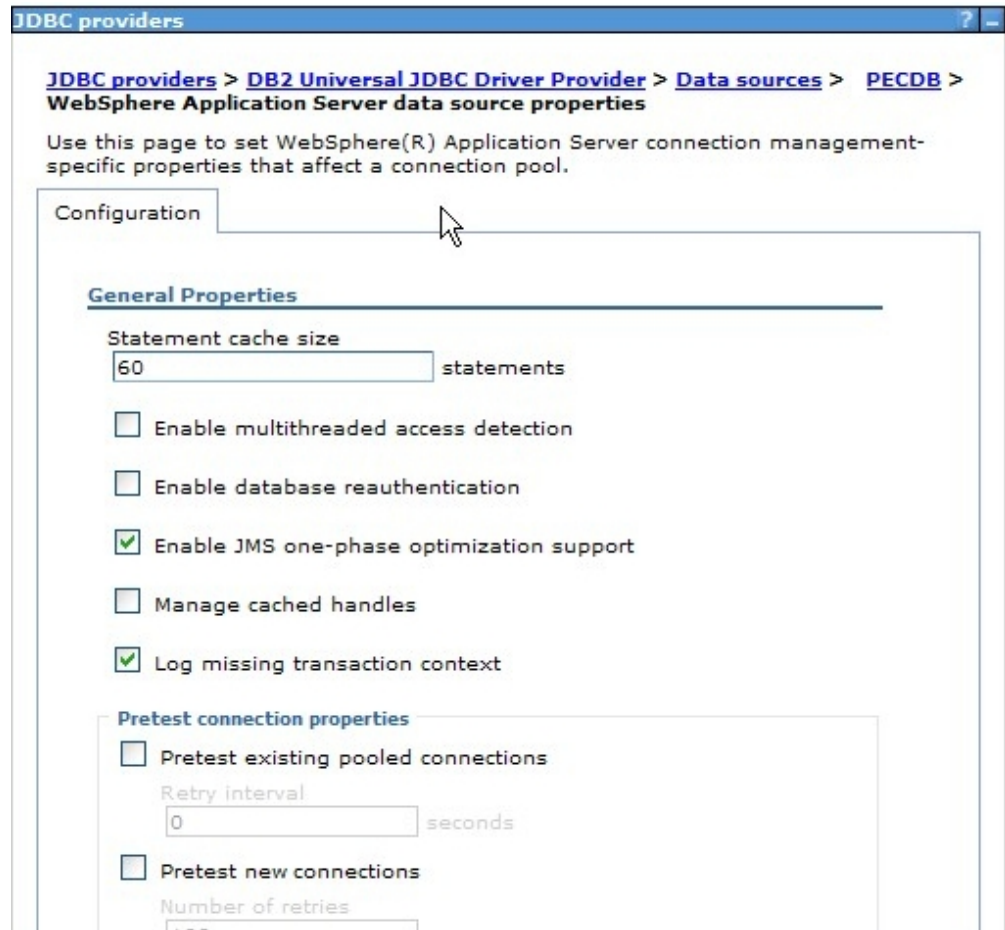 JDBC providers ? -
JDBC providers > DB2 Universal JDBC Driver Provider > Data sources > PECDB >
WebSphere Application Server data source properties
Use this page to set WebSphere(R) Application Server connection management-
specific properties that affect a connection pool.
Configuration
General Properties
Statement cache size
60 statements
Enable multithreaded access detection
Enable database reauthentication
Enable JMS one-phase optimization support
Manage cached handles
Log missing transaction context
Pretest connection properties
Pretest existing pooled connections
Retry interval
0 seconds
Pretest new connections
Number of retries